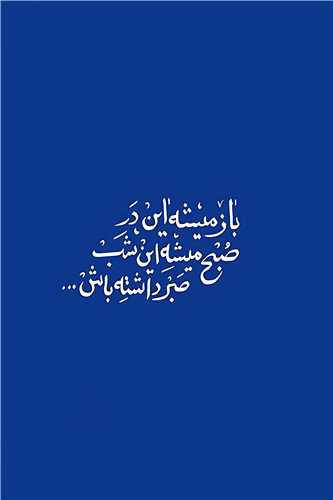 باز میشه این در
صبح میشه این شب
صبر داشته باش...